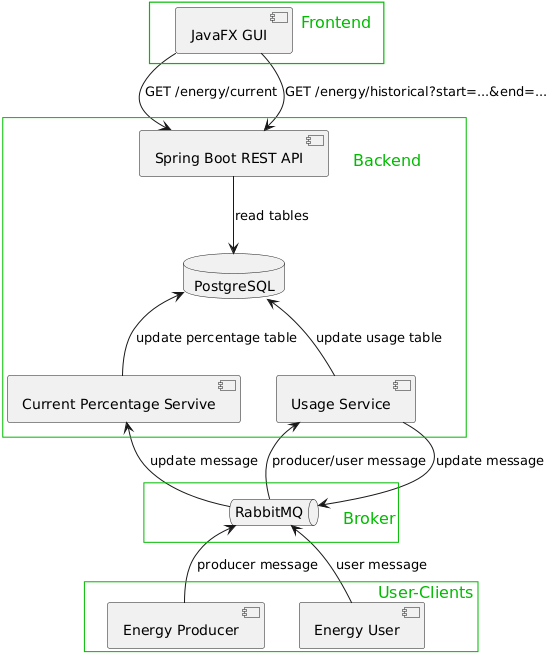 Frontend
JavaFX GUI
GET /energy/current
GET /energy/historical?start=...&end=...
Backend
Spring Boot REST API
read tables
PostgreSQL
update percentage table
update usage table
Current Percentage Servive
Usage Service
update message
producer/user message
update message
RabbitMQ
Broker
producer message
user message
User-Clients
Energy Producer
Energy User